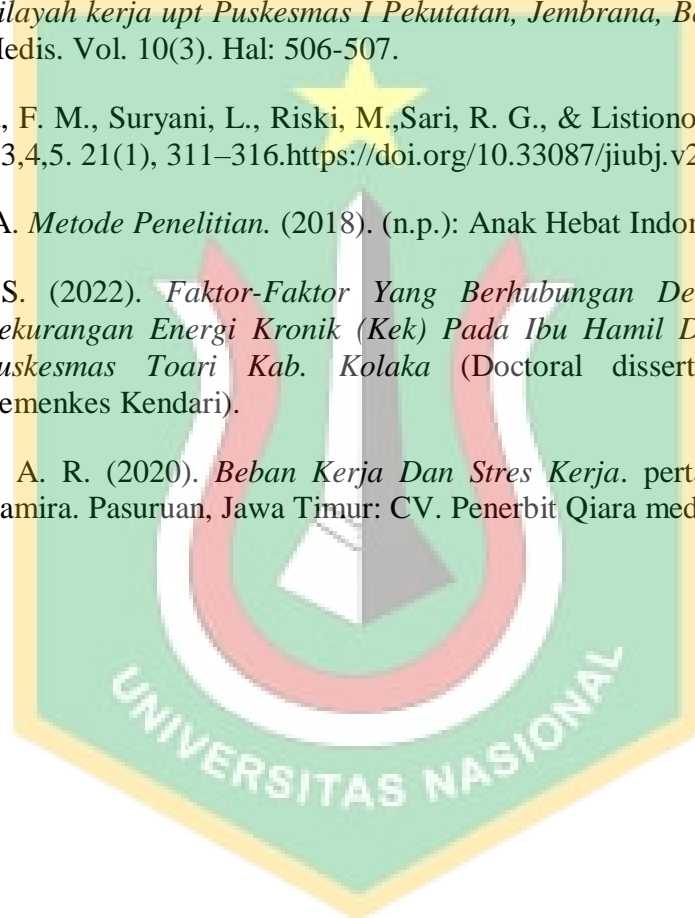 ilayah kerja upt Puskesmas I Pekutatan, Jembrana, Ba
Medis. Vol. 10(3). Hal: 506-507.
, F. M., Suryani, L., Riski, M.,Sari, R. G., & Listiono
3,4,5. 21(1), 311–316.https://doi.org/10.33087/jiubj.v2
A. Metode Penelitian. (2018). (n.p.): Anak Hebat Indon
S. (2022). Faktor-Faktor Yang Berhubungan De
ekurangan Energi Kronik (Kek) Pada Ibu Hamil D
uskesmas Toari Kab. Kolaka (Doctoral dissert
emenkes Kendari).
A. R. (2020). Beban Kerja Dan Stres Kerja. perta
amira. Pasuruan, Jawa Timur: CV. Penerbit Qiara med
UNIVERSITAS NASIONAL